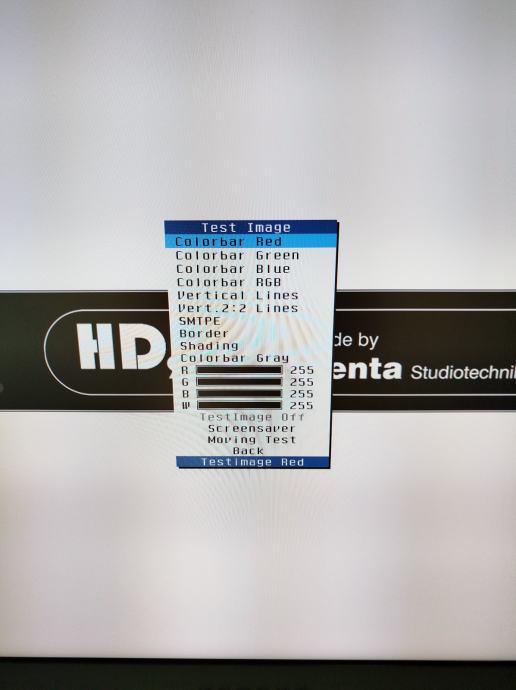 Test Image
Colorbar Red
Colorbar Green
Colorbar Blue
Colorbar RGB
Vertical Lines
Vert.2:2 Lines
SMTPE
Border
Shading
Colorbar Gray
R 255
G 255
B 255
W 255
TestImage Off
Screensaver
Moving Test
Back
TestImage Red
HD
de by
enta Studiotechnik